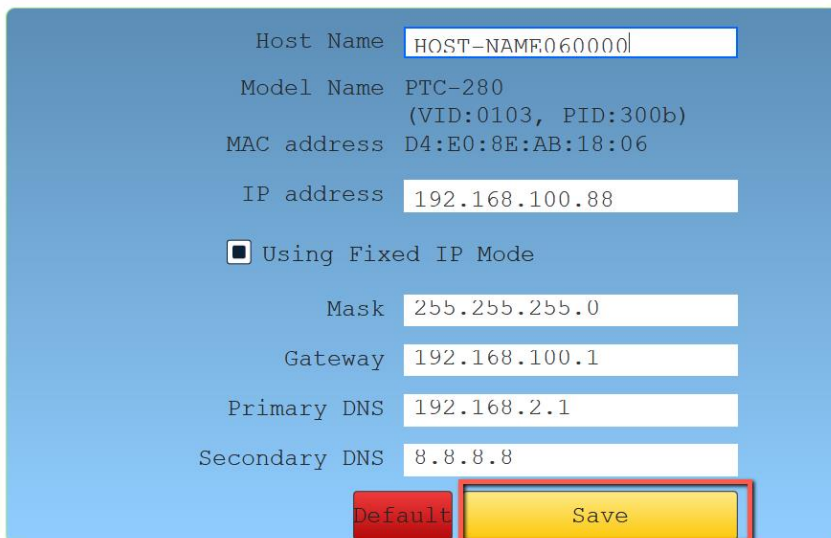 Host Name HOST-NAME060000
Model Name PTC-280
(VID:0103, PID:300b)
MAC address D4:E0:8E:AB:18:06
IP address 192.168.100.88
Using Fixed IP Mode
Mask 255.255.255.0
Gateway 192.168.100.1
Primary DNS 192.168.2.1
Secondary DNS 8.8.8.8
Default Save